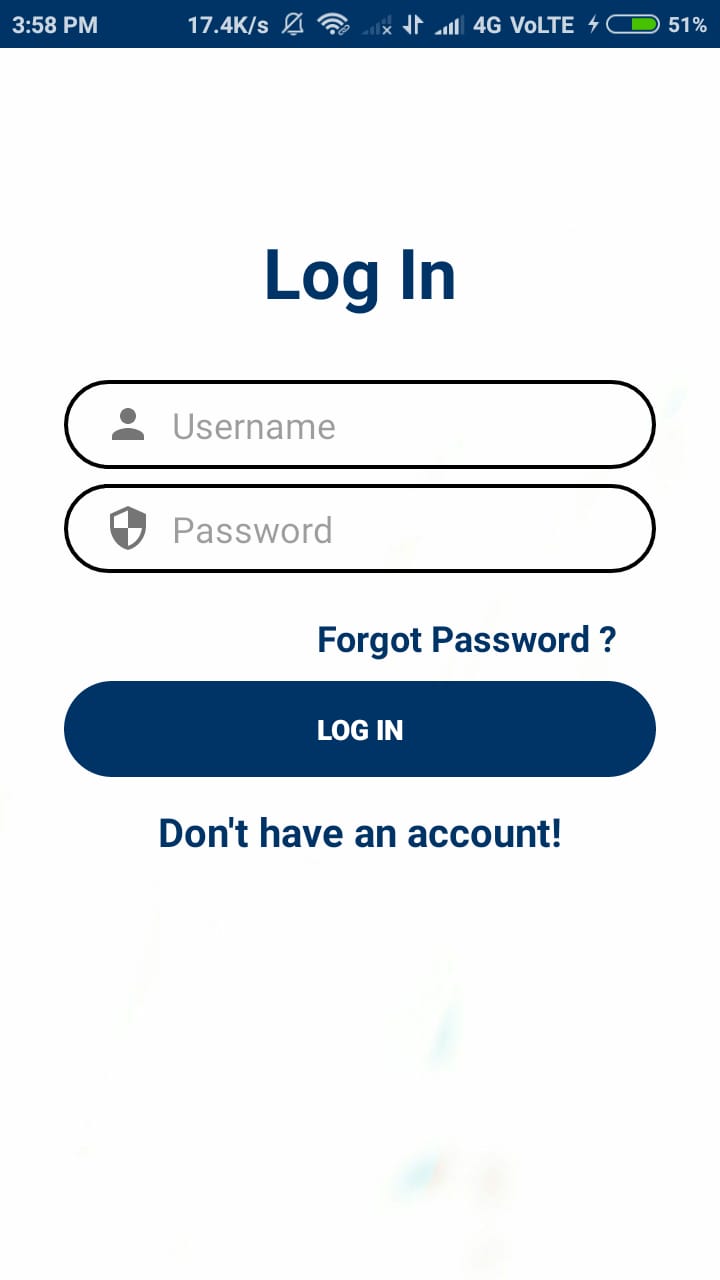 3:58 PM 17.4K/s 4G VoLTE 51%
Log In
Username
Password
Forgot Password ?
LOG IN
Don't have an account!